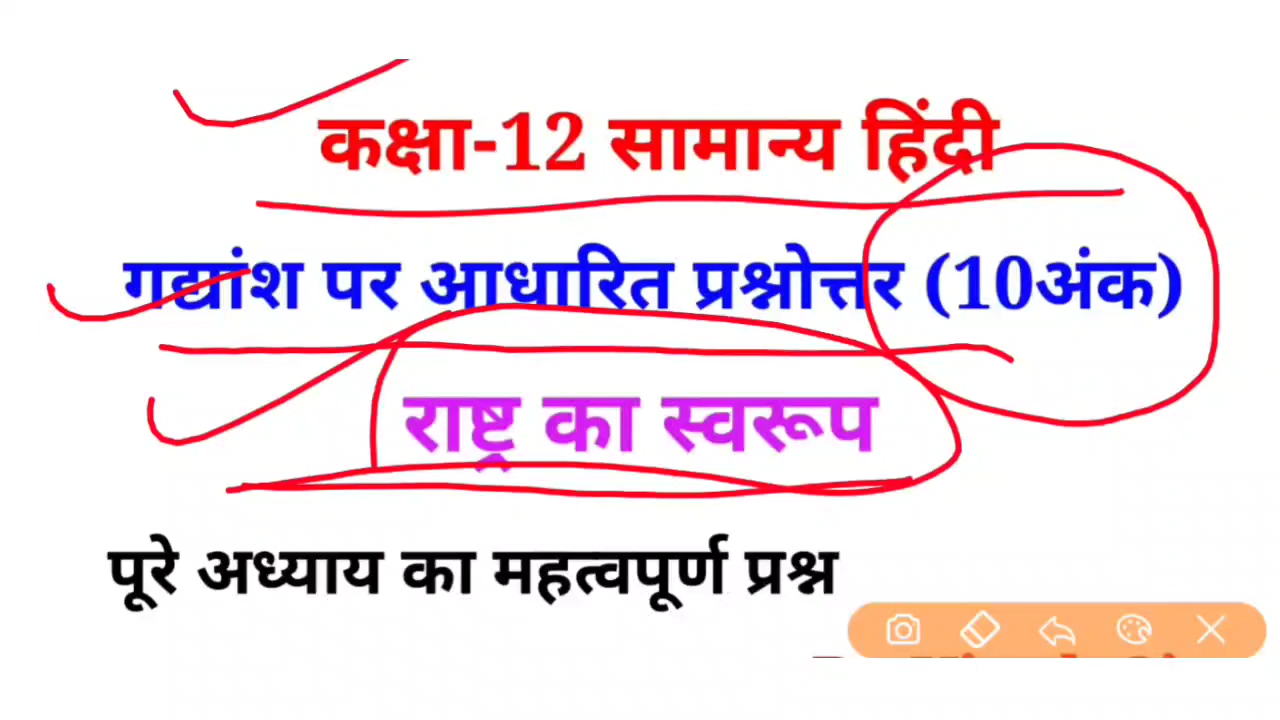 कक्षा-12 सामान्य हिंदी
गद्यांश पर आधारित प्रश्नोत्तर (10अंक)
राष्ट्र का स्वरूप
पूरे अध्याय का महत्वपूर्ण प्रश्न